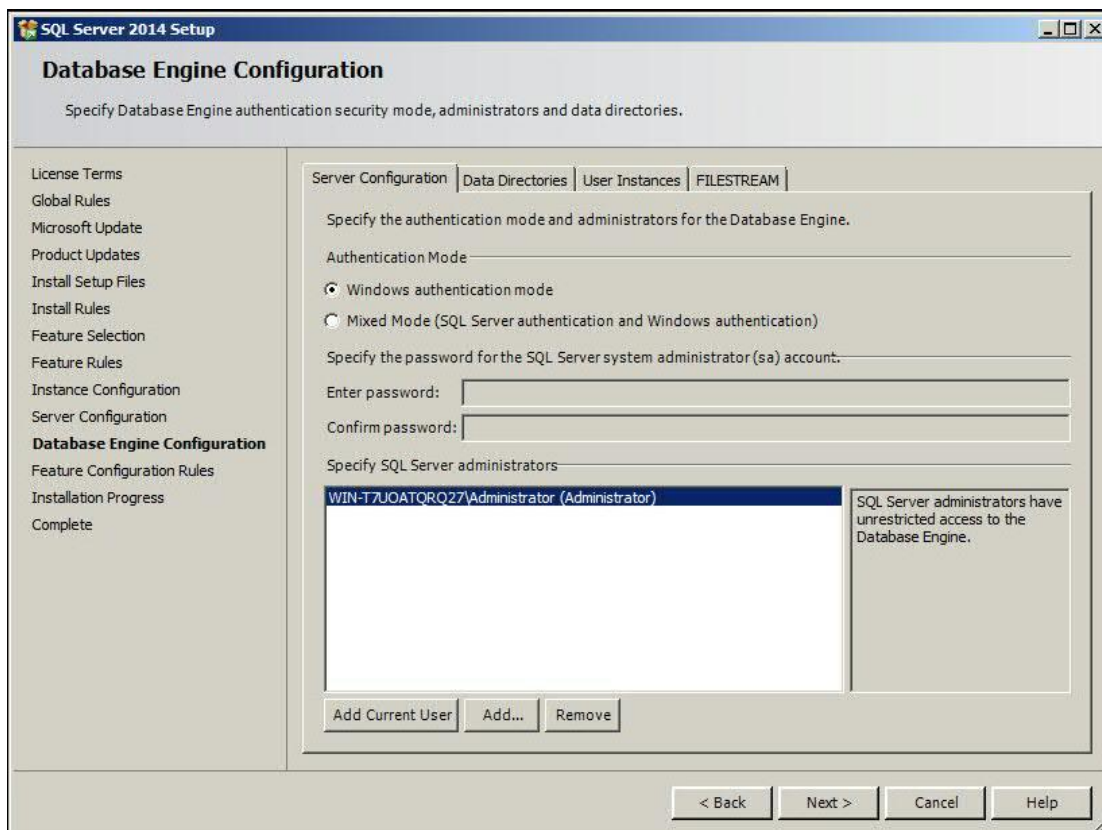 SQL Server 2014 Setup
Database Engine Configuration
Specify Database Engine authentication security mode, administrators and data directories.
License Terms
Global Rules
Microsoft Update
Product Updates
Install Setup Files
Install Rules
Feature Selection
Feature Rules
Instance Configuration
Server Configuration
Database Engine Configuration
Feature Configuration Rules
Installation Progress
Complete
Server Configuration Data Directories User Instances FILESTREAM
Specify the authentication mode and administrators for the Database Engine.
Authentication Mode
Windows authentication mode
Mixed Mode (SQL Server authentication and Windows authentication)
Specify the password for the SQL Server system administrator (sa) account.
Enter password:
Confirm password:
Specify SQL Server administrators
WIN-T7UOATQRQ27\Administrator (Administrator)
SQL Server administrators have
unrestricted access to the
Database Engine.
Add Current User Add... Remove
< Back Next > Cancel Help